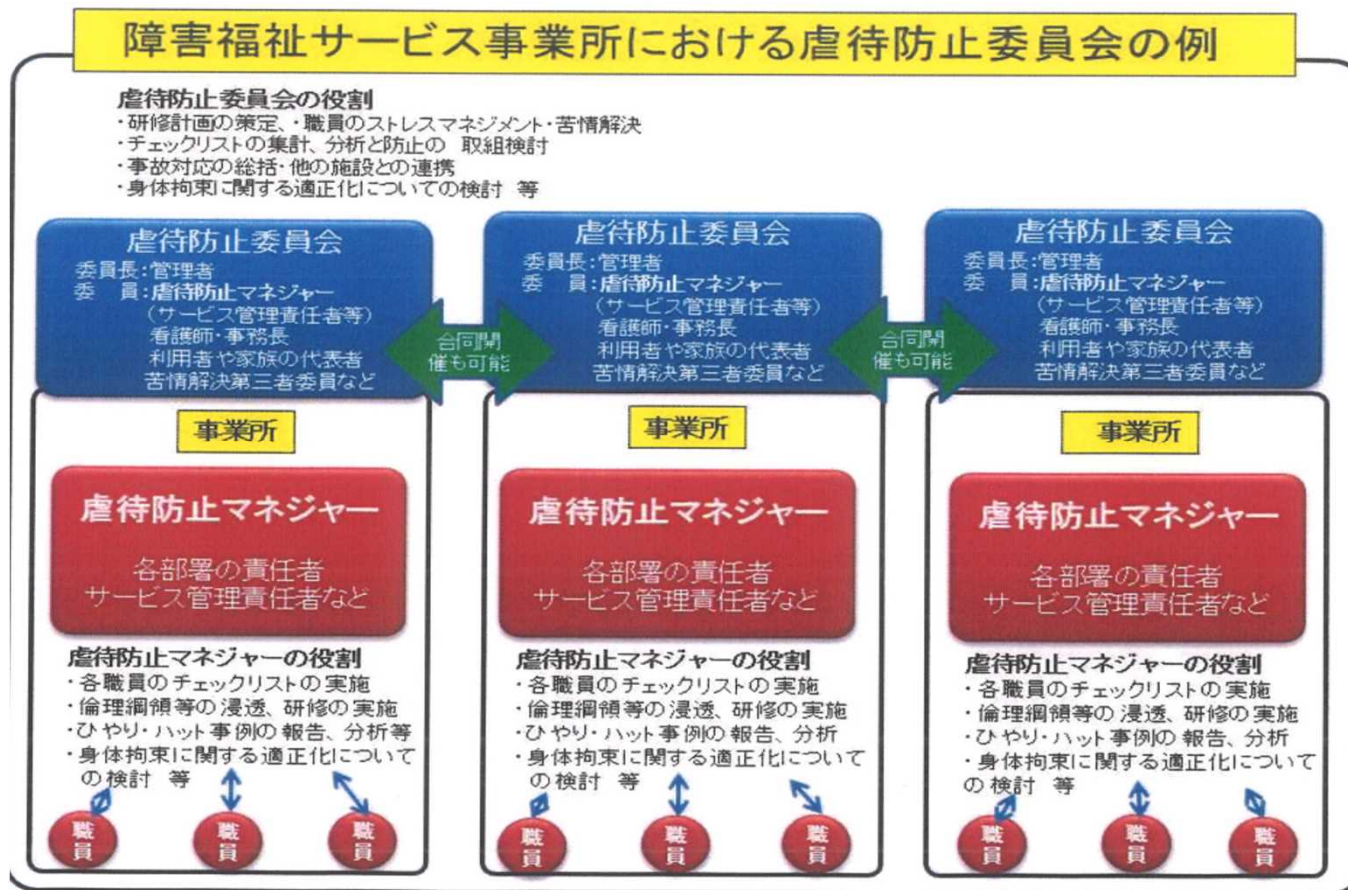 障害福祉サービス事業所における虐待防止委員会の例
虐待防止委員会の役割
・研修計画の策定、・職員のストレスマネジメント・苦情解決
・チェックリストの集計、分析と防止の 取組検討
・事故対応の総括・他の施設との連携
・身体拘束に関する適正化についての検討 等
虐待防止委員会
委員長：管理者
委 員：虐待防止マネジャー
（サービス管理責任者等）
看護師・事務長
利用者や家族の代表者
苦情解決第三者委員など
合同開
催も可能
虐待防止委員会
委員長：管理者
委 員：虐待防止マネジャー
（サービス管理責任者等）
看護師・事務長
利用者や家族の代表者
苦情解決第三者委員など
合同開
催も可能
虐待防止委員会
委員長：管理者
委 員：虐待防止マネジャー
（サービス管理責任者等）
看護師・事務長
利用者や家族の代表者
苦情解決第三者委員など
事業所
虐待防止マネジャー
各部署の責任者
サービス管理責任者など
虐待防止マネジャーの役割
・各職員のチェックリストの実施
・倫理綱領等の浸透、研修の実施
・ひやり・ハット事例の報告、分析等
・身体拘束に関する適正化について
の検討 等
職員
職員
職員
事業所
虐待防止マネジャー
各部署の責任者
サービス管理責任者など
虐待防止マネジャーの役割
・各職員のチェックリストの実施
・倫理綱領等の浸透、研修の実施
・ひやり・ハット事例の報告、分析
・身体拘束に関する適正化について
の検討 等
職員
職員
職員
事業所
虐待防止マネジャー
各部署の責任者
サービス管理責任者など
虐待防止マネジャーの役割
・各職員のチェックリストの実施
・倫理綱領等の浸透、研修の実施
・ひやり・ハット事例の報告、分析
・身体拘束に関する適正化について
の検討 等
職員
職員
職員